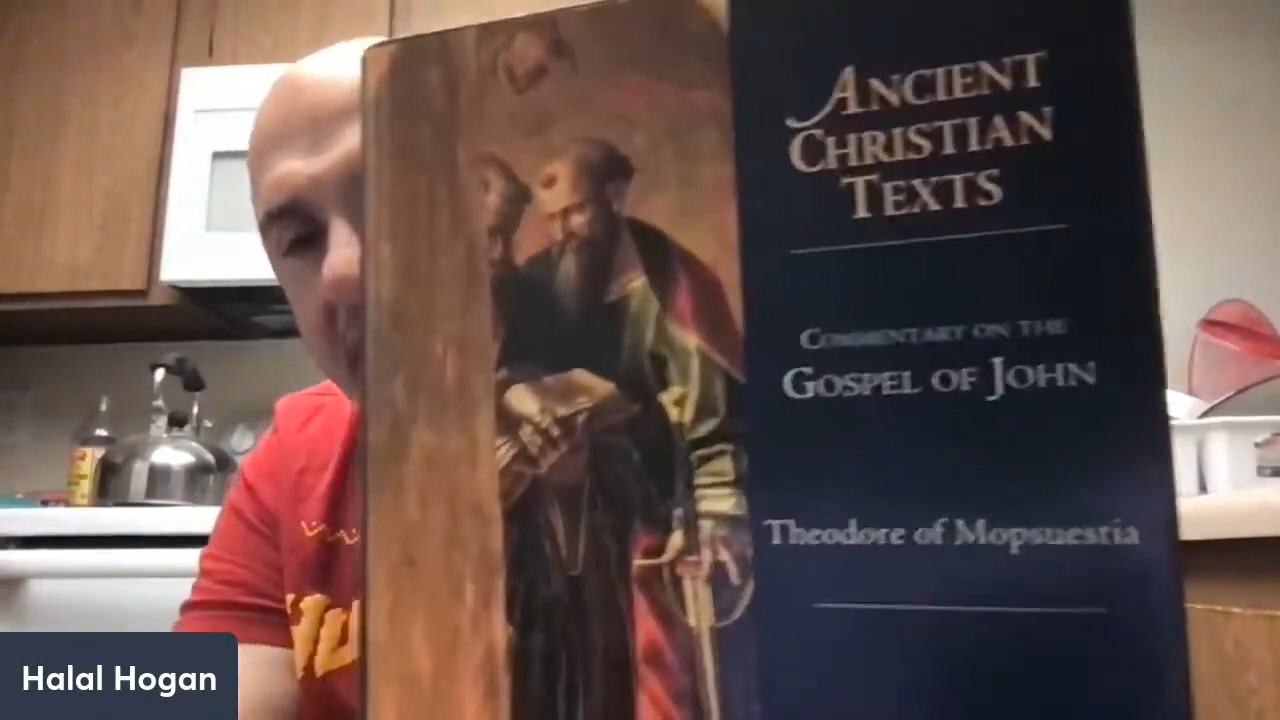 ANCIENT
CHRISTIAN
TEXTS
COMMENTARY ON THE
GOSPEL OF JOHN
Theodore of Mopsuestia
Halal Hogan